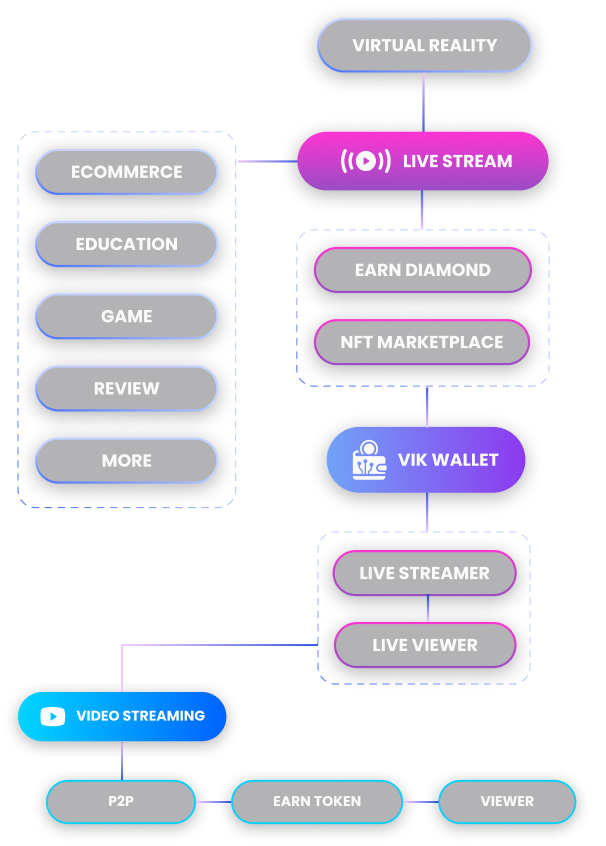 VIRTUAL REALITY
LIVE STREAM
ECOMMERCE
EDUCATION
GAME
REVIEW
MORE
EARN DIAMOND
NFT MARKETPLACE
VIK WALLET
LIVE STREAMER
LIVE VIEWER
VIDEO STREAMING
P2P
EARN TOKEN
VIEWER